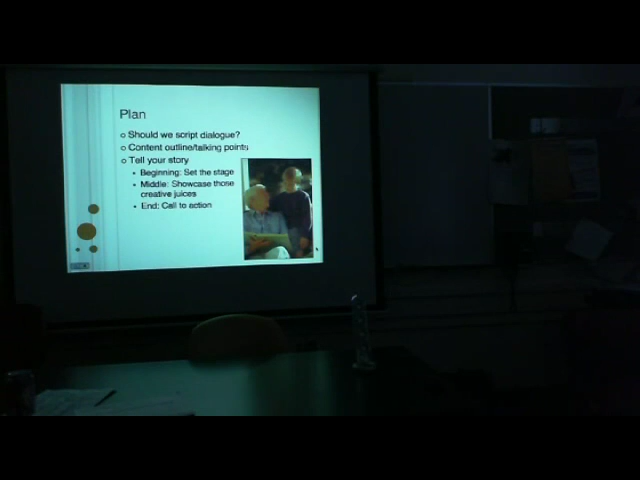 Plan
Should we script dialogue?
Content outline/talking points
Tell your story
Beginning: Set the stage
Middle: Showcase those
creative juices
End: Call to action